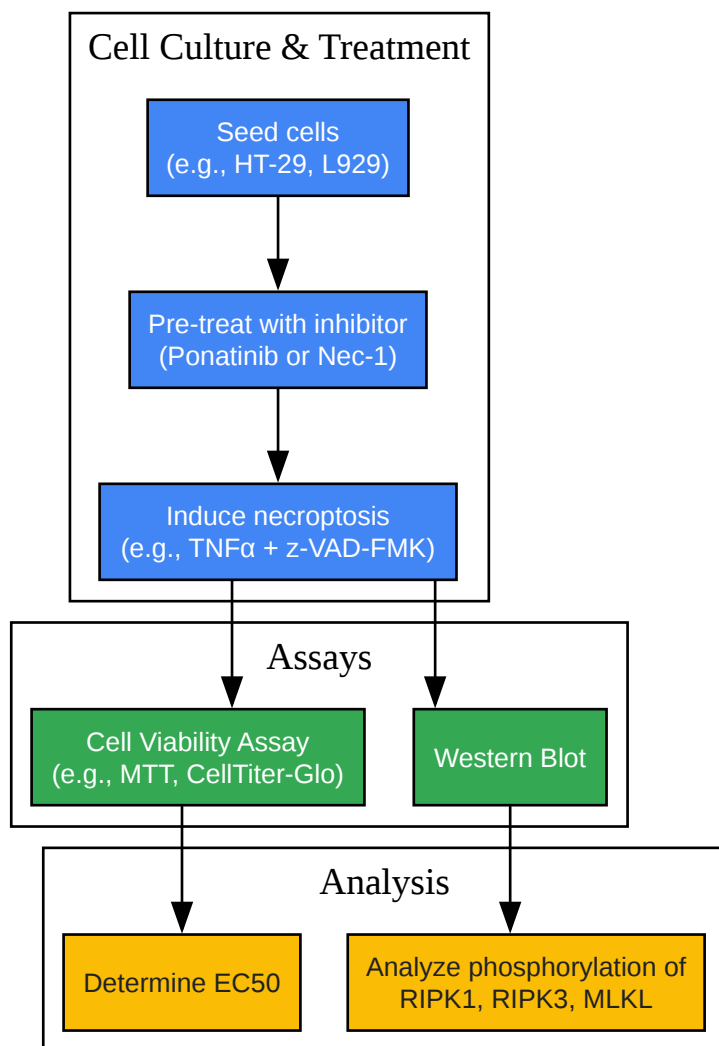 Cell Culture & Treatment
Seed cells
(e.g., HT-29, L929)
Pre-treat with inhibitor
(Ponatinib or Nec-1)
Induce necroptosis
(e.g., TNFα + z-VAD-FMK)
Assays
Cell Viability Assay
(e.g., MTT, CellTiter-Glo)
Western Blot
Analysis
Determine EC50
Analyze phosphorylation of
RIPK1, RIPK3, MLKL